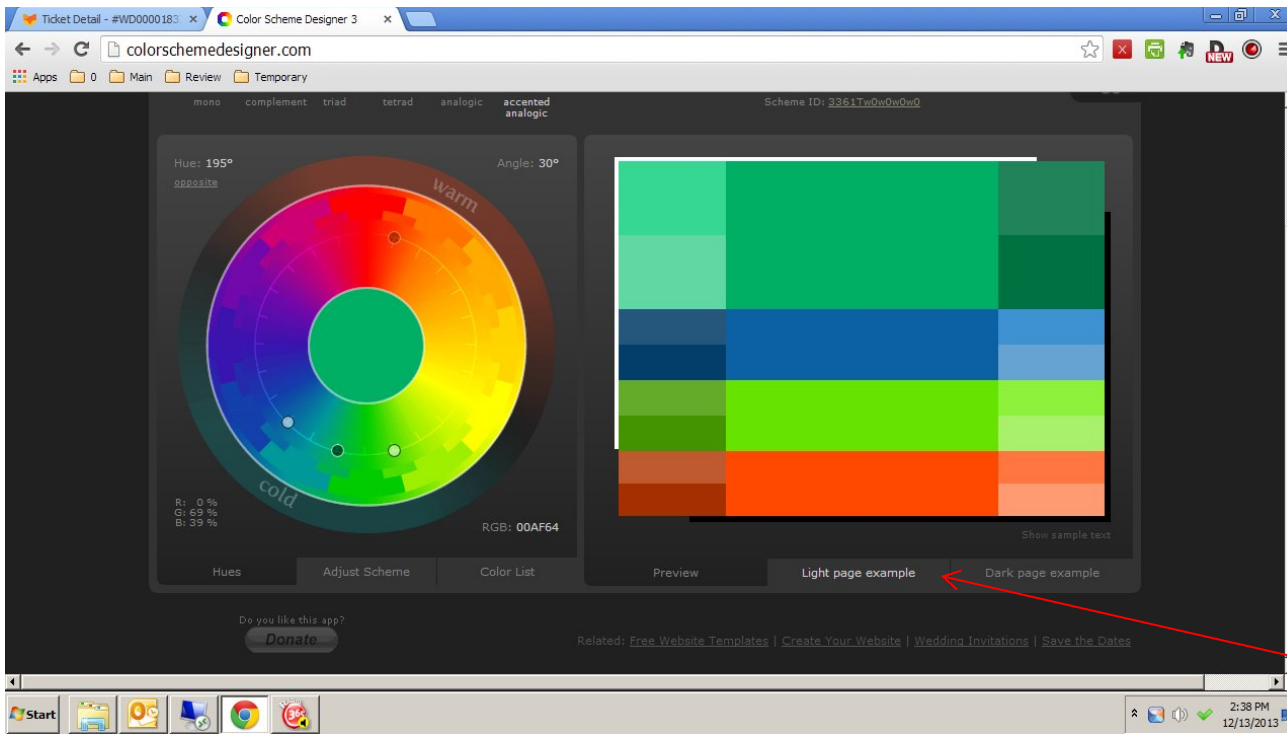 Ticket Detail - #WD0000183
Color Scheme Designer 3
colorschemedesigner.com
NEW
Apps 0 Main Review Temporary
mono complement triad tetrad analogic accented analogic
Scheme ID: 3361Tw0w0w0w0
Hue: 195° Angle: 30°
opposite
warm
cold
R: 0 %
G: 69 %
B: 39 %
RGB: 00AF64
Show sample text
Hues Adjust Scheme Color List Preview Light page example Dark page example
Do you like this app?
Donate
Related: Free Website Templates | Create Your Website | Wedding Invitations | Save the Dates
Start
2:38 PM
12/13/2013